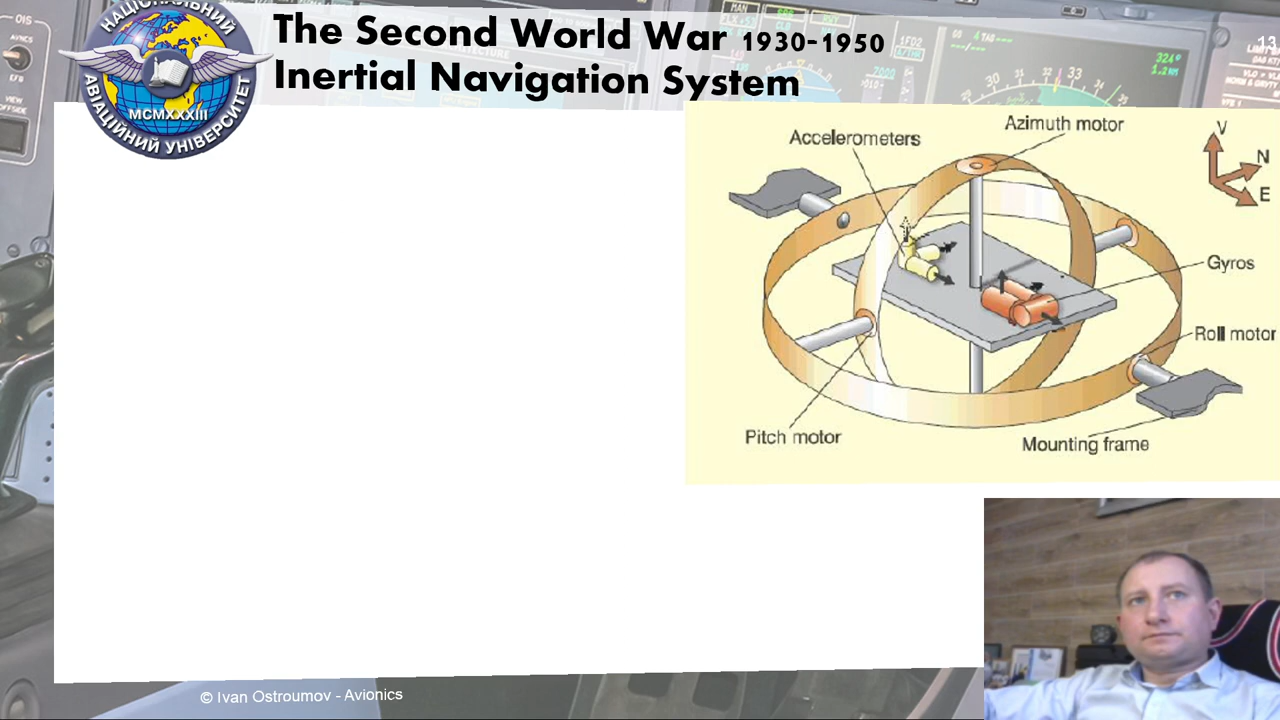 НАЦІОНАЛЬНИЙ
АВІАЦІЙНИЙ УНІВЕРСИТЕТ
MCMXXXIII
The Second World War 1930-1950
Inertial Navigation System
13
Accelerometers
Azimuth motor
V
N
E
Gyros
Roll motor
Pitch motor
Mounting frame
© Ivan Ostroumov - Avionics